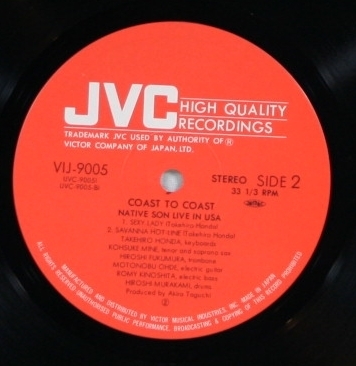 JVC HIGH QUALITY
RECORDINGS
TRADEMARK JVC USED BY AUTHORITY OF ®
VICTOR COMPANY OF JAPAN, LTD.
VIJ-9005
STEREO SIDE 2
33 1/3 RPM
COAST TO COAST
NATIVE SON LIVE IN USA
1. SEXY LADY (Takehiro Honda)
2. SAVANNA HOT-LINE (Takehiro Honda)
TAKEHIRO HONDA, keyboards
KOHSUKE MINE, tenor and soprano sax
HIROSHI FUKUMURA, trombone
MOTONOBU OHDE, electric guitar
ROMY KINOSHITA, electric bass
HIROSHI MURAKAMI, drums
Produced by Akira Taguchi
MANUFACTURED AND DISTRIBUTED BY VICTOR MUSICAL INDUSTRIES, INC. MADE IN JAPAN
ALL RIGHTS RESERVED-UNAUTHORIZED PUBLIC PERFORMANCE, BROADCASTING & COPYING OF THIS RECORD PROHIBITED